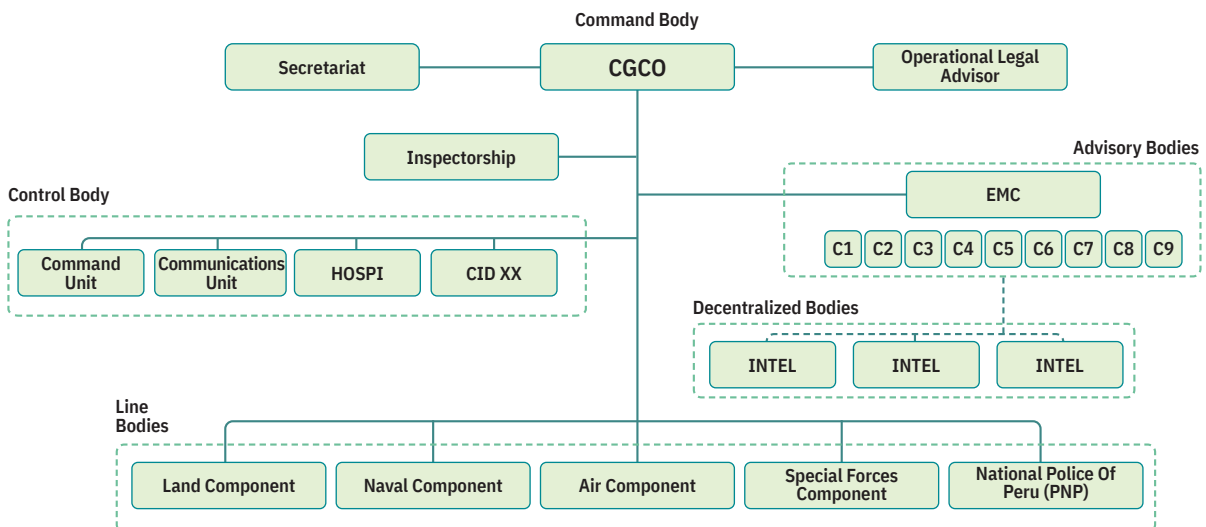 Command Body
Secretariat
CGCO
Operational Legal
Advisor
Inspectorship
Advisory Bodies
EMC
C1 C2 C3 C4 C5 C6 C7 C8 C9
Control Body
Command
Unit
Communications
Unit
HOSPI
CID XX
Decentralized Bodies
INTEL
INTEL
INTEL
Line
Bodies
Land Component
Naval Component
Air Component
Special Forces
Component
National Police Of
Peru (PNP)